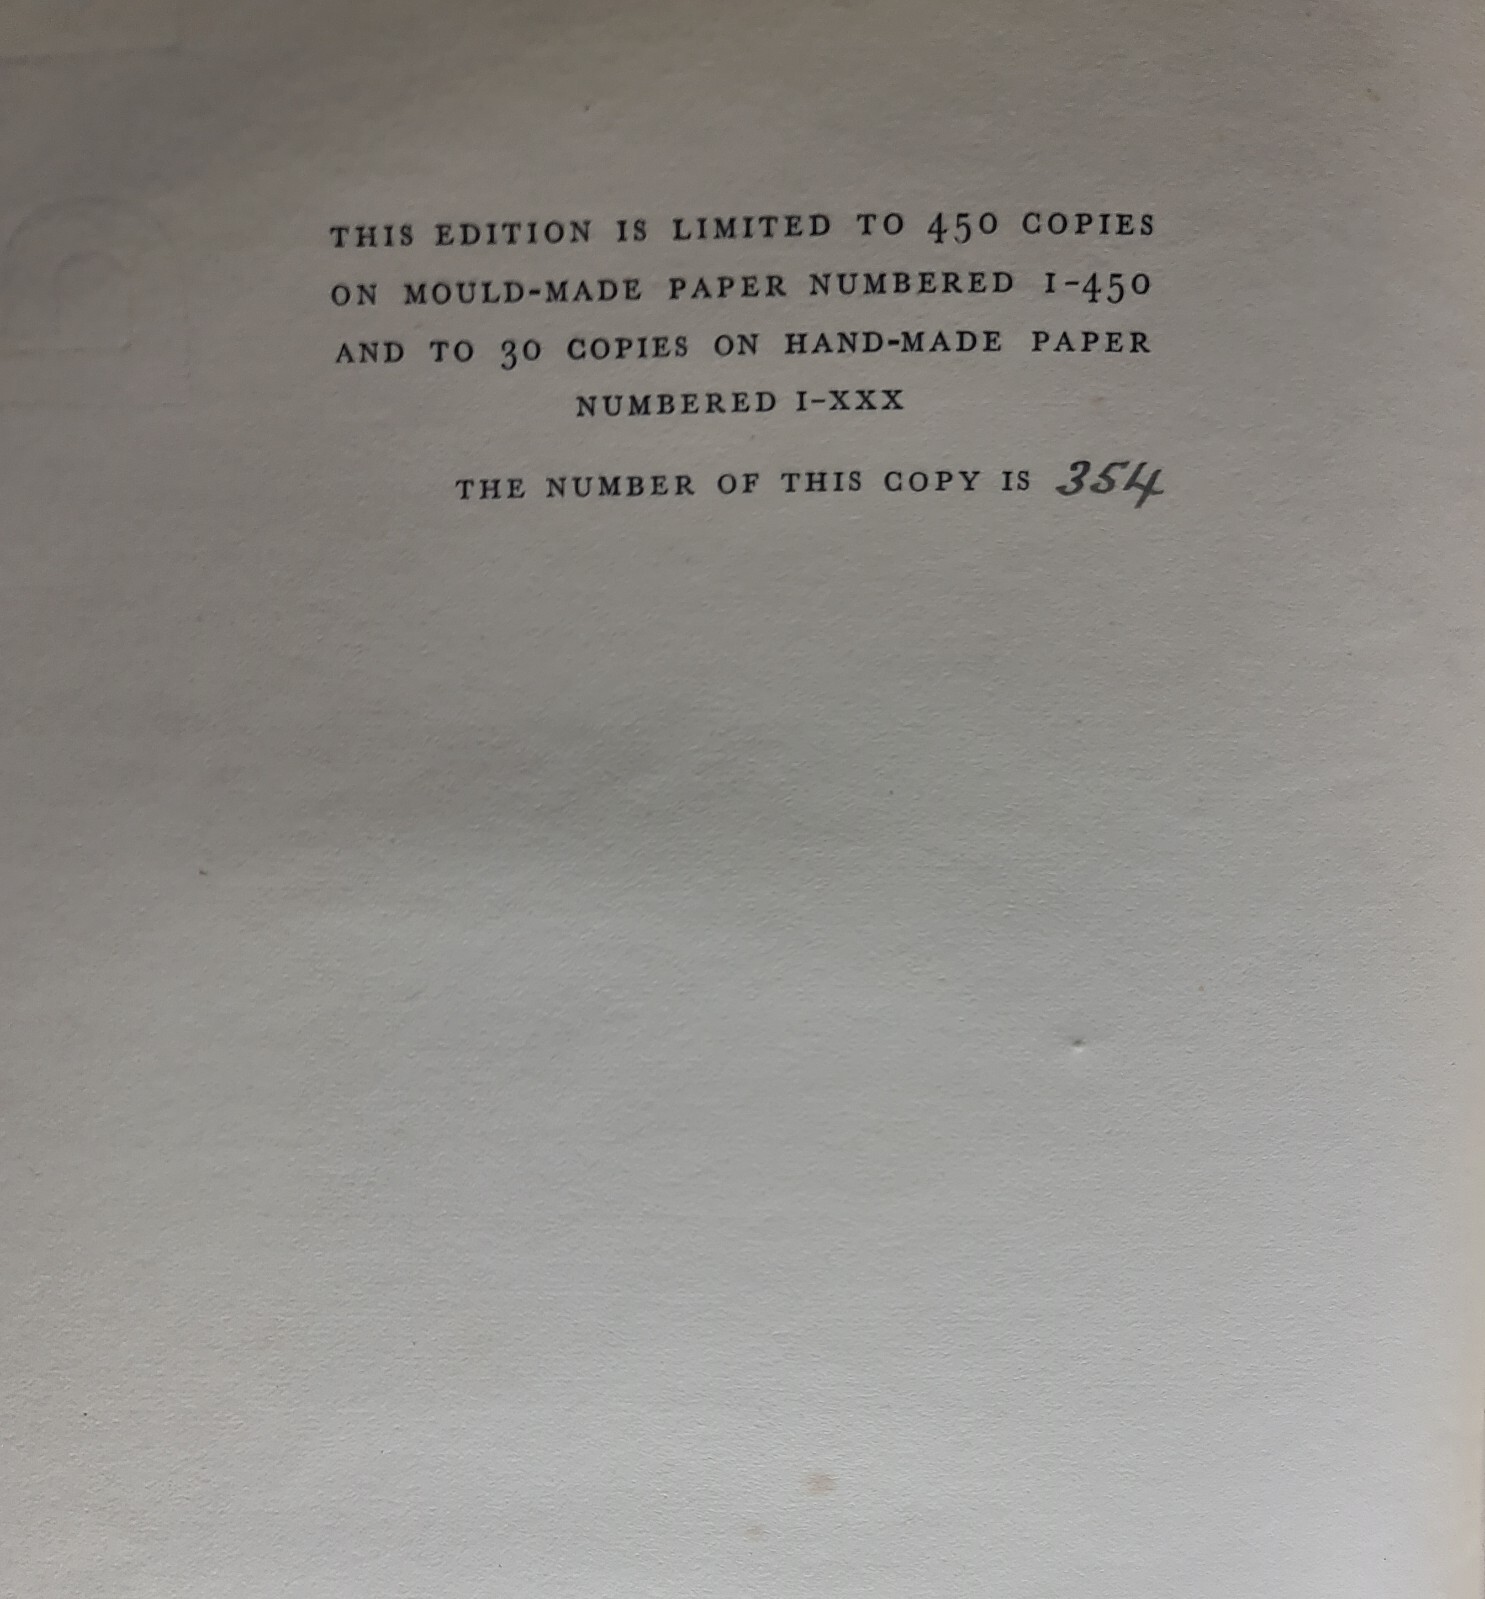 THIS EDITION IS LIMITED TO 450 COPIES
ON MOULD-MADE PAPER NUMBERED 1-450
AND TO 30 COPIES ON HAND-MADE PAPER
NUMBERED I-XXX
THE NUMBER OF THIS COPY IS 354